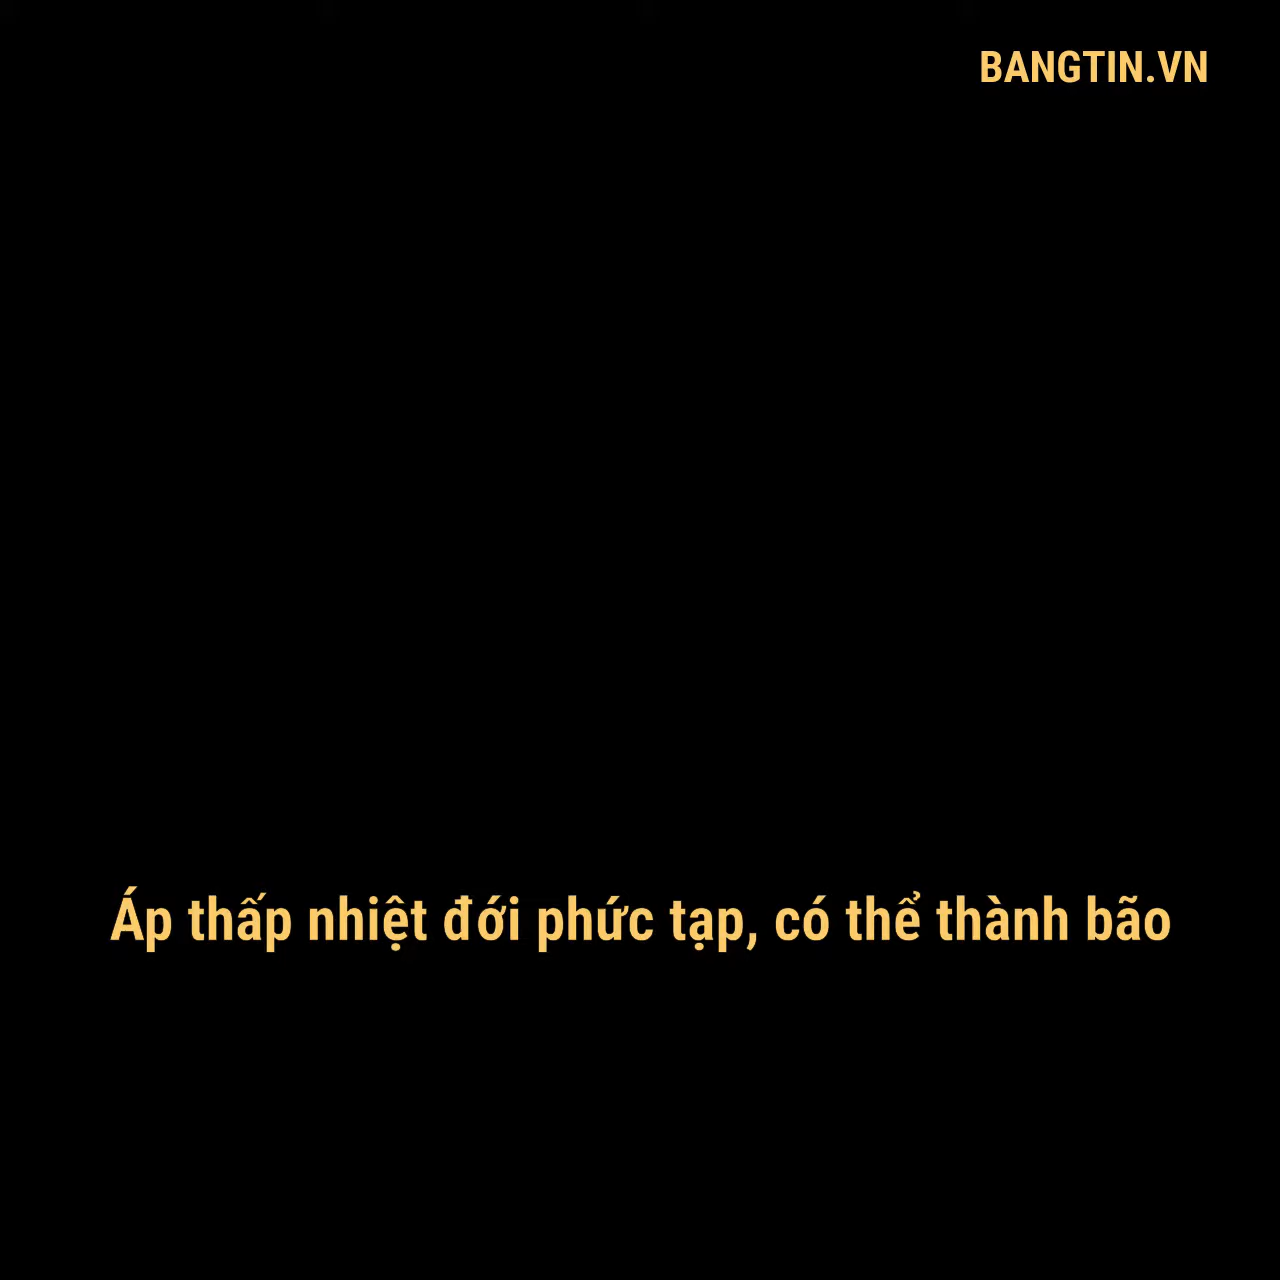 BANGTIN.VN
Áp thấp nhiệt đới phức tạp, có thể thành bão